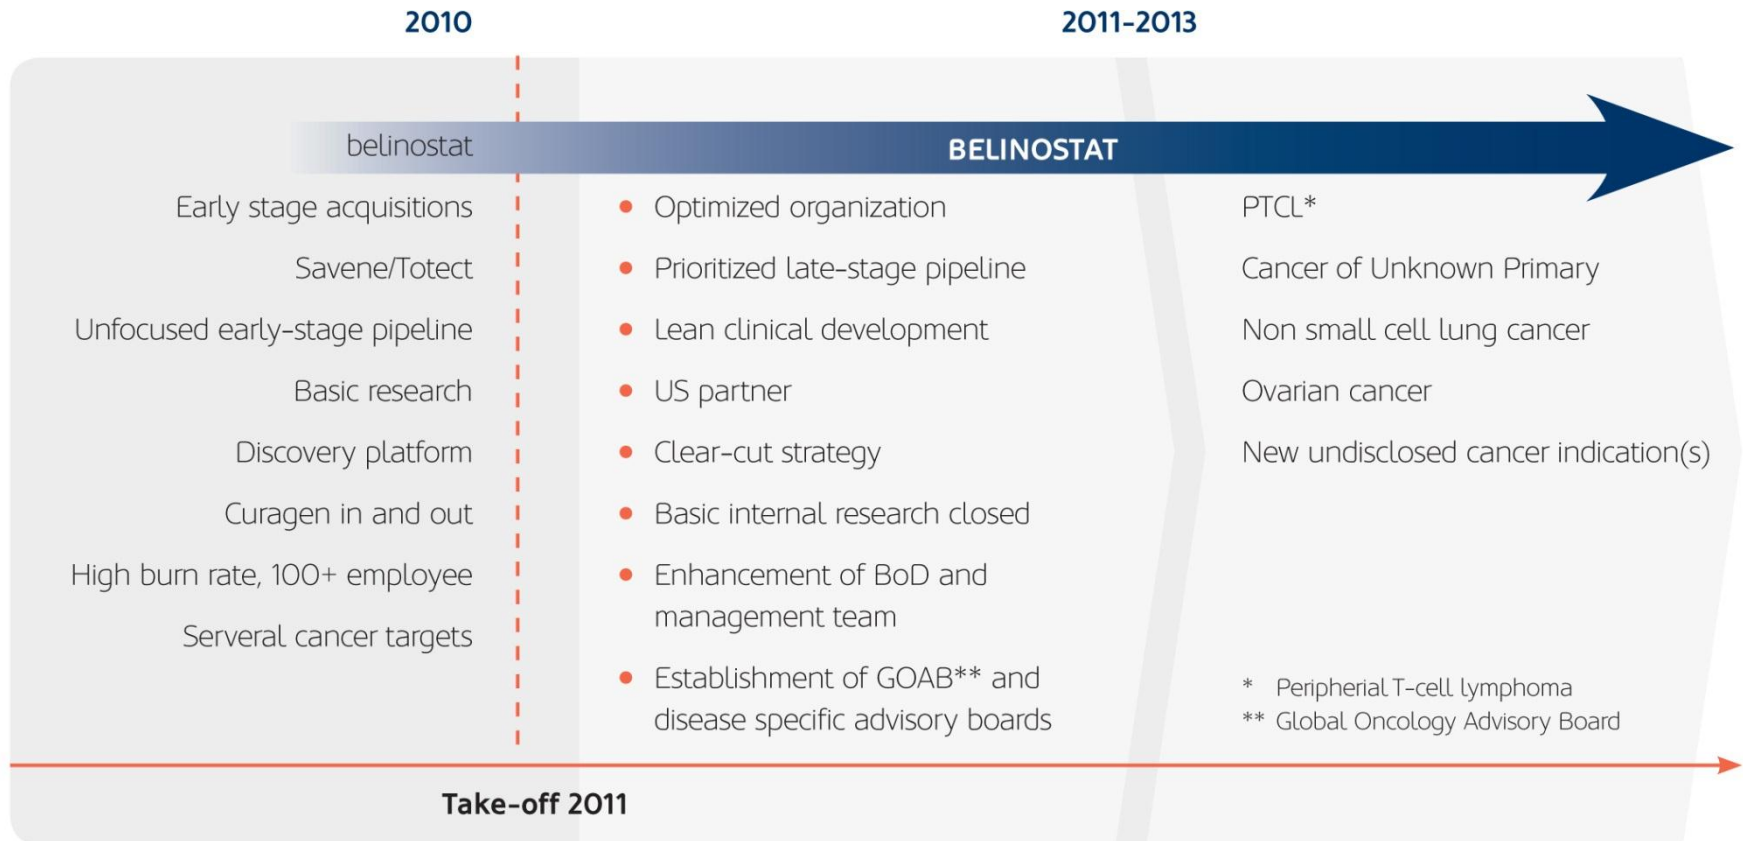 2010
2011-2013
belinostat
BELINOSTAT
Early stage acquisitions
Savene/Totect
Unfocused early-stage pipeline
Basic research
Discovery platform
Curagen in and out
High burn rate, 100+ employee
Serveral cancer targets
• Optimized organization
• Prioritized late-stage pipeline
• Lean clinical development
• US partner
• Clear-cut strategy
• Basic internal research closed
• Enhancement of BoD and
management team
• Establishment of GOAB** and
disease specific advisory boards
PTCL*
Cancer of Unknown Primary
Non small cell lung cancer
Ovarian cancer
New undisclosed cancer indication(s)
* Peripherial T-cell lymphoma
** Global Oncology Advisory Board
Take-off 2011